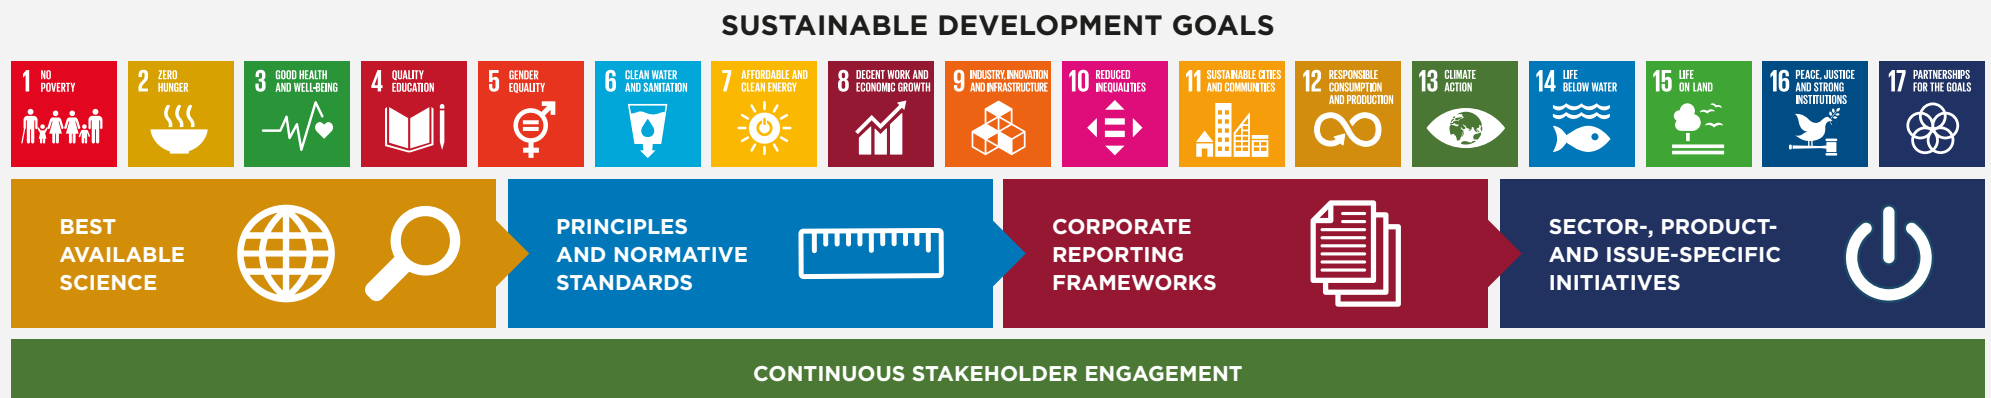 SUSTAINABLE DEVELOPMENT GOALS
1 NO
POVERTY
2 ZERO
HUNGER
3 GOOD HEALTH
AND WELL-BEING
4 QUALITY
EDUCATION
5 GENDER
EQUALITY
6 CLEAN WATER
AND SANITATION
7 AFFORDABLE AND
CLEAN ENERGY
8 DECENT WORK AND
ECONOMIC GROWTH
9 INDUSTRY, INNOVATION
AND INFRASTRUCTURE
10 REDUCED
INEQUALITIES
11 SUSTAINABLE CITIES
AND COMMUNITIES
12 RESPONSIBLE
CONSUMPTION
AND PRODUCTION
13 CLIMATE
ACTION
14 LIFE
BELOW WATER
15 LIFE
ON LAND
16 PEACE, JUSTICE
AND STRONG
INSTITUTIONS
17 PARTNERSHIPS
FOR THE GOALS
BEST
AVAILABLE
SCIENCE
PRINCIPLES
AND NORMATIVE
STANDARDS
CORPORATE
REPORTING
FRAMEWORKS
SECTOR-, PRODUCT-
AND ISSUE-SPECIFIC
INITIATIVES
CONTINUOUS STAKEHOLDER ENGAGEMENT